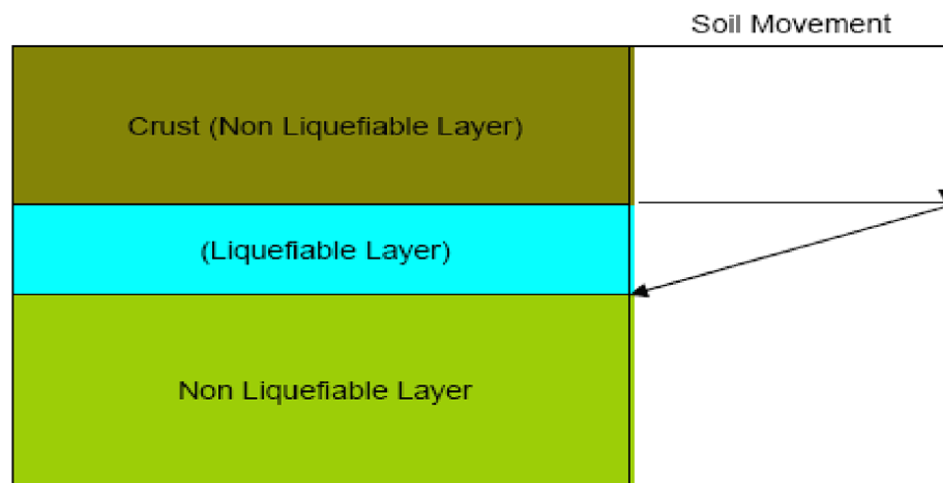 Soil Movement
Crust (Non Liquefiable Layer)
(Liquefiable Layer)
Non Liquefiable Layer